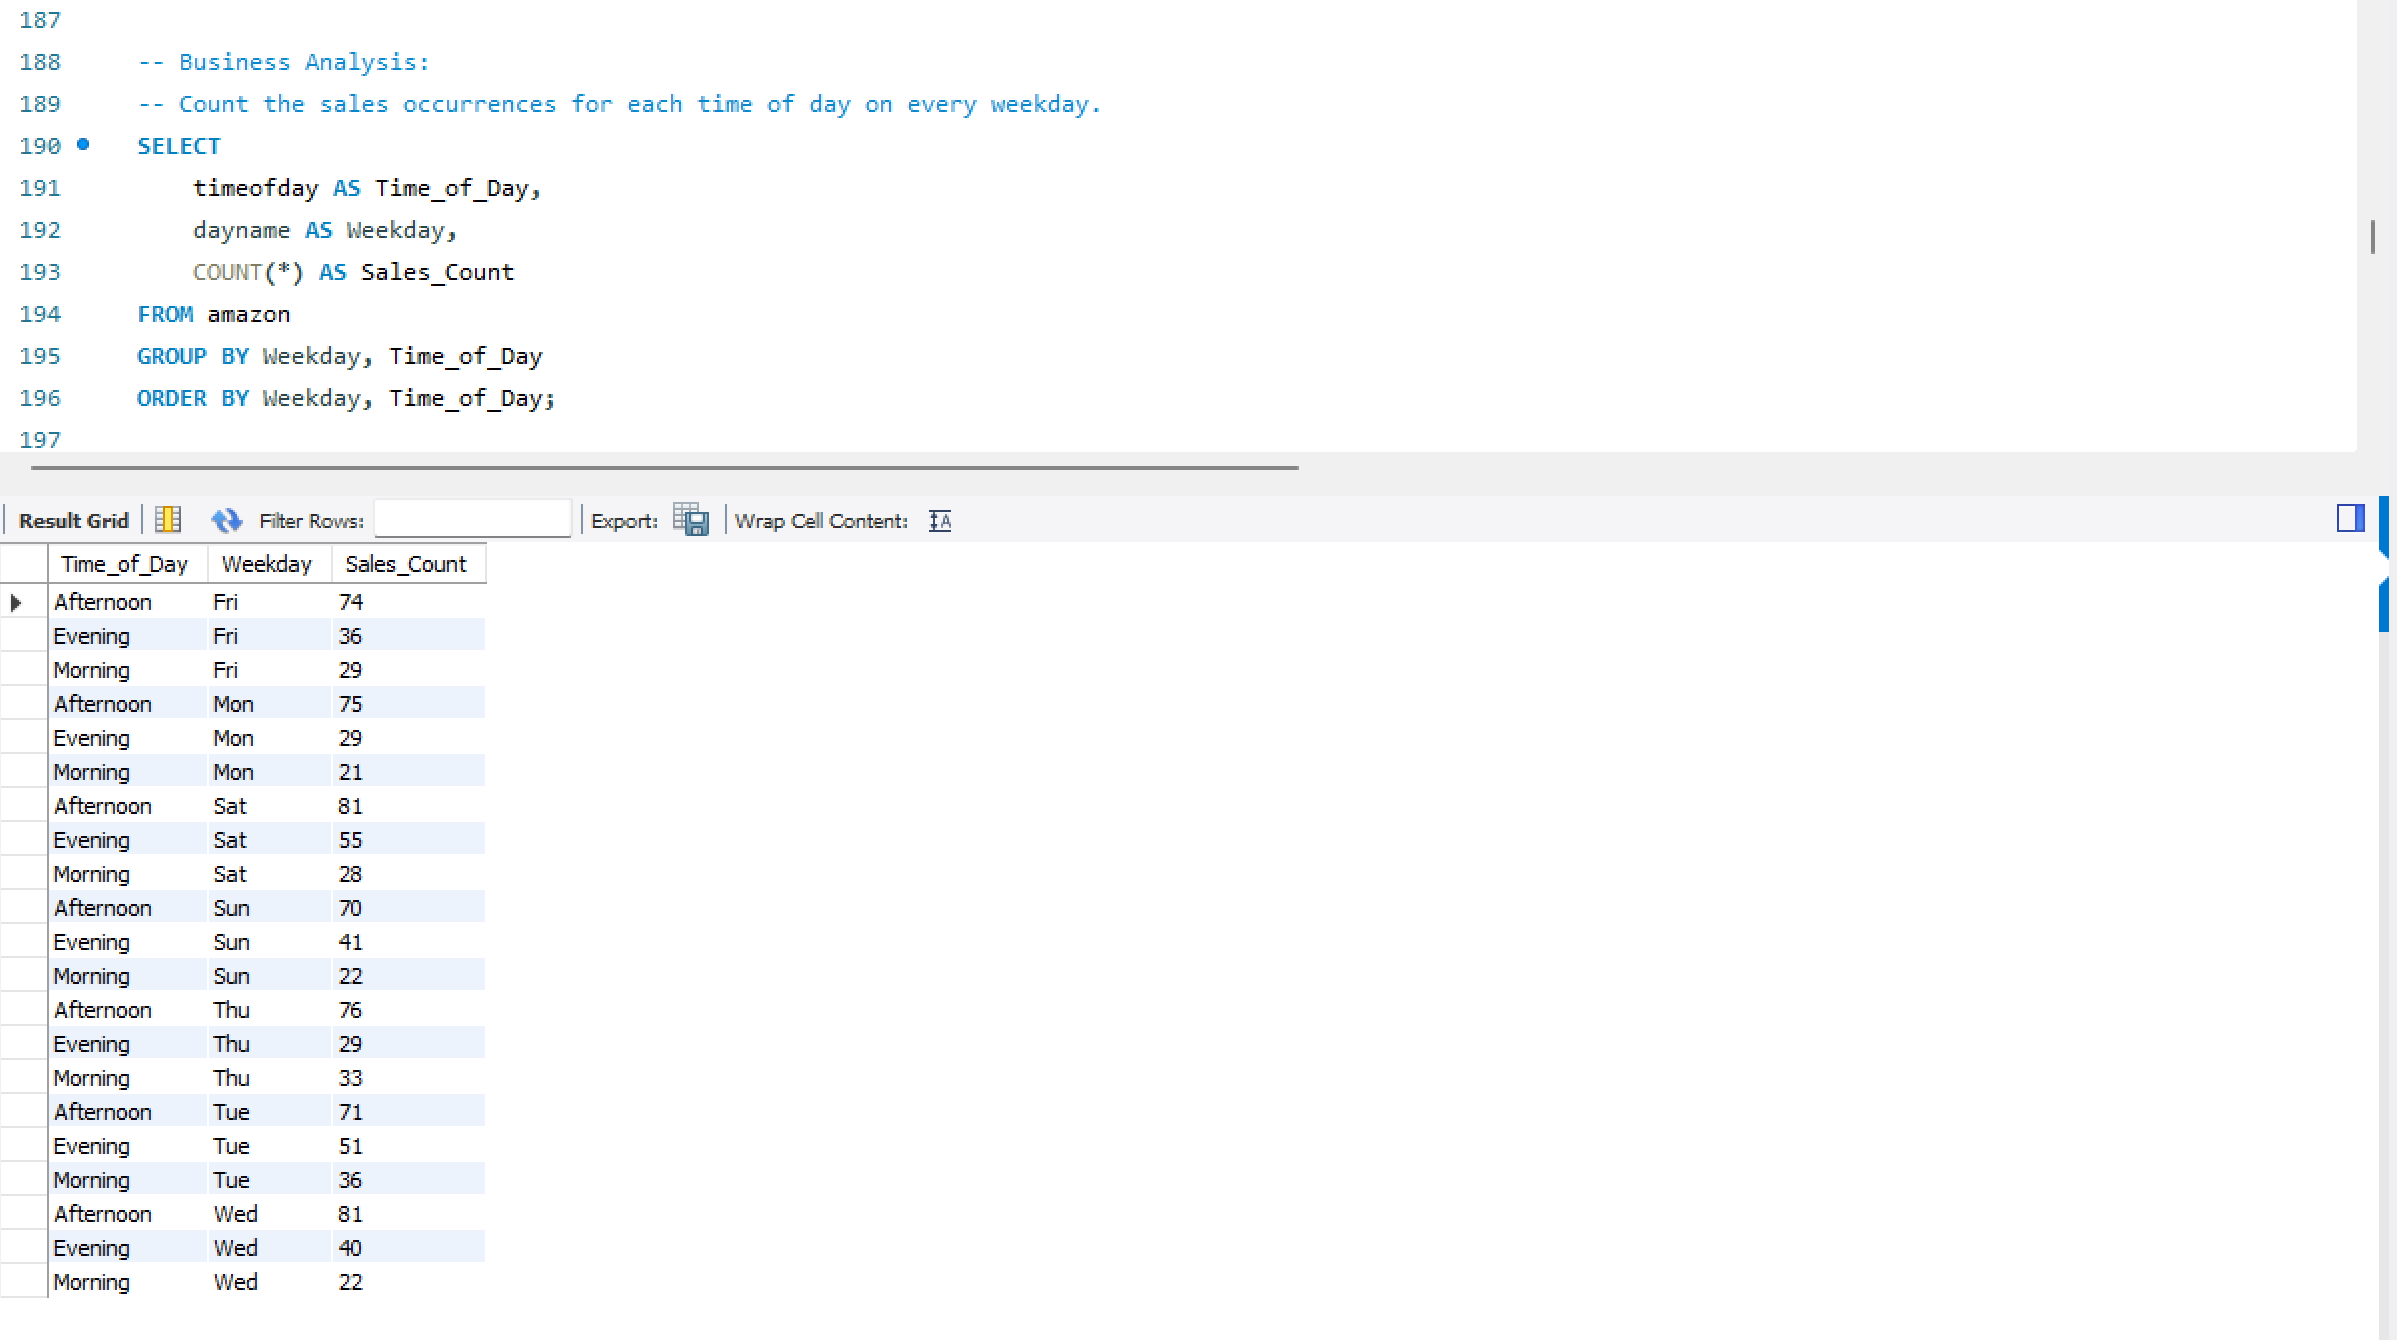 187
188 -- Business Analysis:
189 -- Count the sales occurrences for each time of day on every weekday.
190 SELECT
191 timeofday AS Time_of_Day,
192 dayname AS Weekday,
193 COUNT(*) AS Sales_Count
194 FROM amazon
195 GROUP BY Weekday, Time_of_Day
196 ORDER BY Weekday, Time_of_Day;
197
Result Grid Filter Rows: Export: Wrap Cell Content: A
Time_of_Day Weekday Sales_Count
Afternoon Fri 74
Evening Fri 36
Morning Fri 29
Afternoon Mon 75
Evening Mon 29
Morning Mon 21
Afternoon Sat 81
Evening Sat 55
Morning Sat 28
Afternoon Sun 70
Evening Sun 41
Morning Sun 22
Afternoon Thu 76
Evening Thu 29
Morning Thu 33
Afternoon Tue 71
Evening Tue 51
Morning Tue 36
Afternoon Wed 81
Evening Wed 40
Morning Wed 22